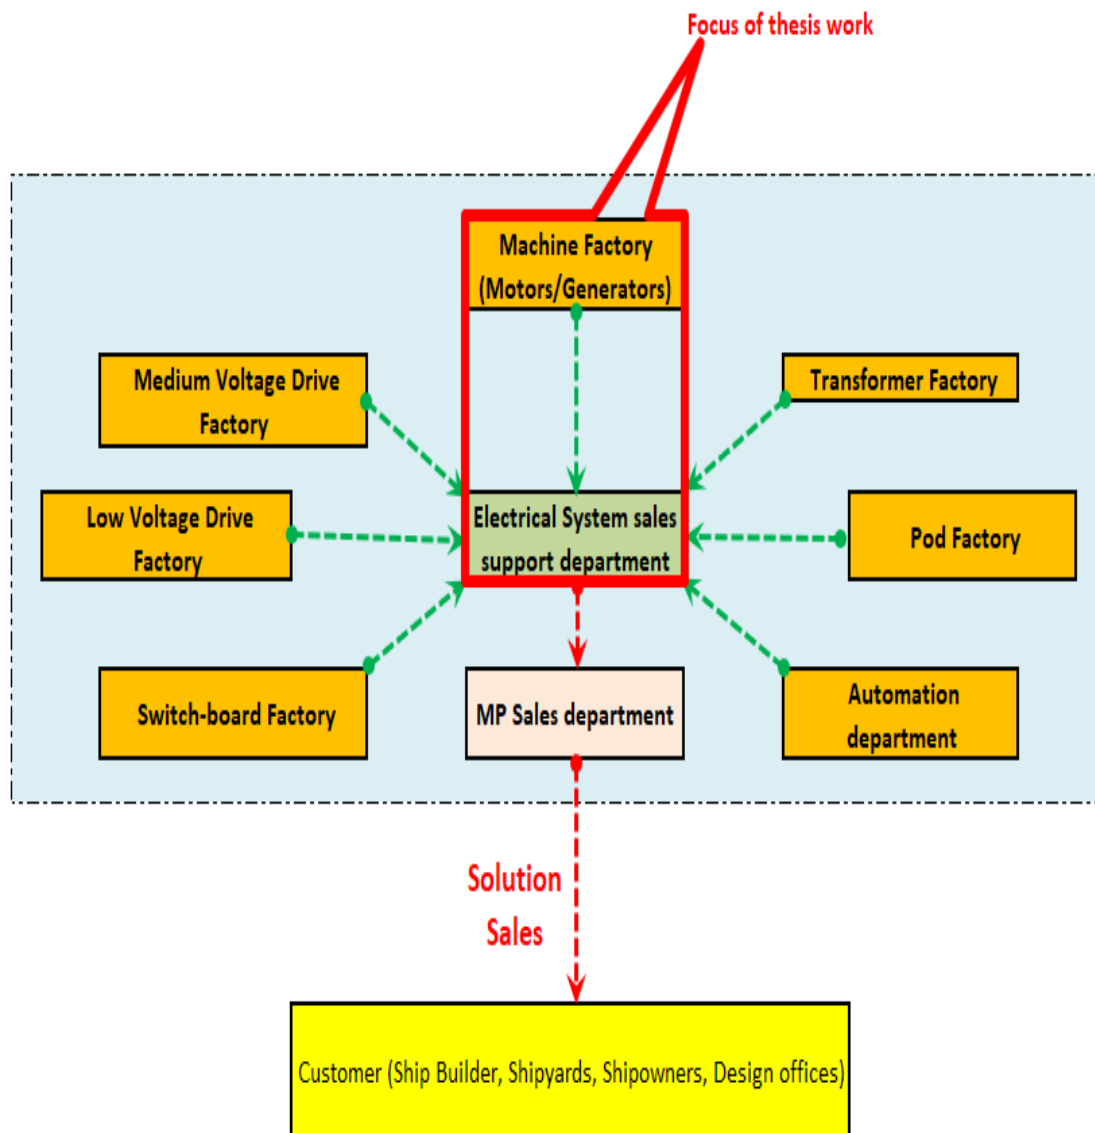 Focus of thesis work
Machine Factory
(Motors/Generators)
Medium Voltage Drive
Factory
Transformer Factory
Low Voltage Drive
Factory
Electrical System sales
support department
Pod Factory
Switch-board Factory
MP Sales department
Automation
department
Solution
Sales
Customer (Ship Builder, Shipyards, Shipowners, Design offices)